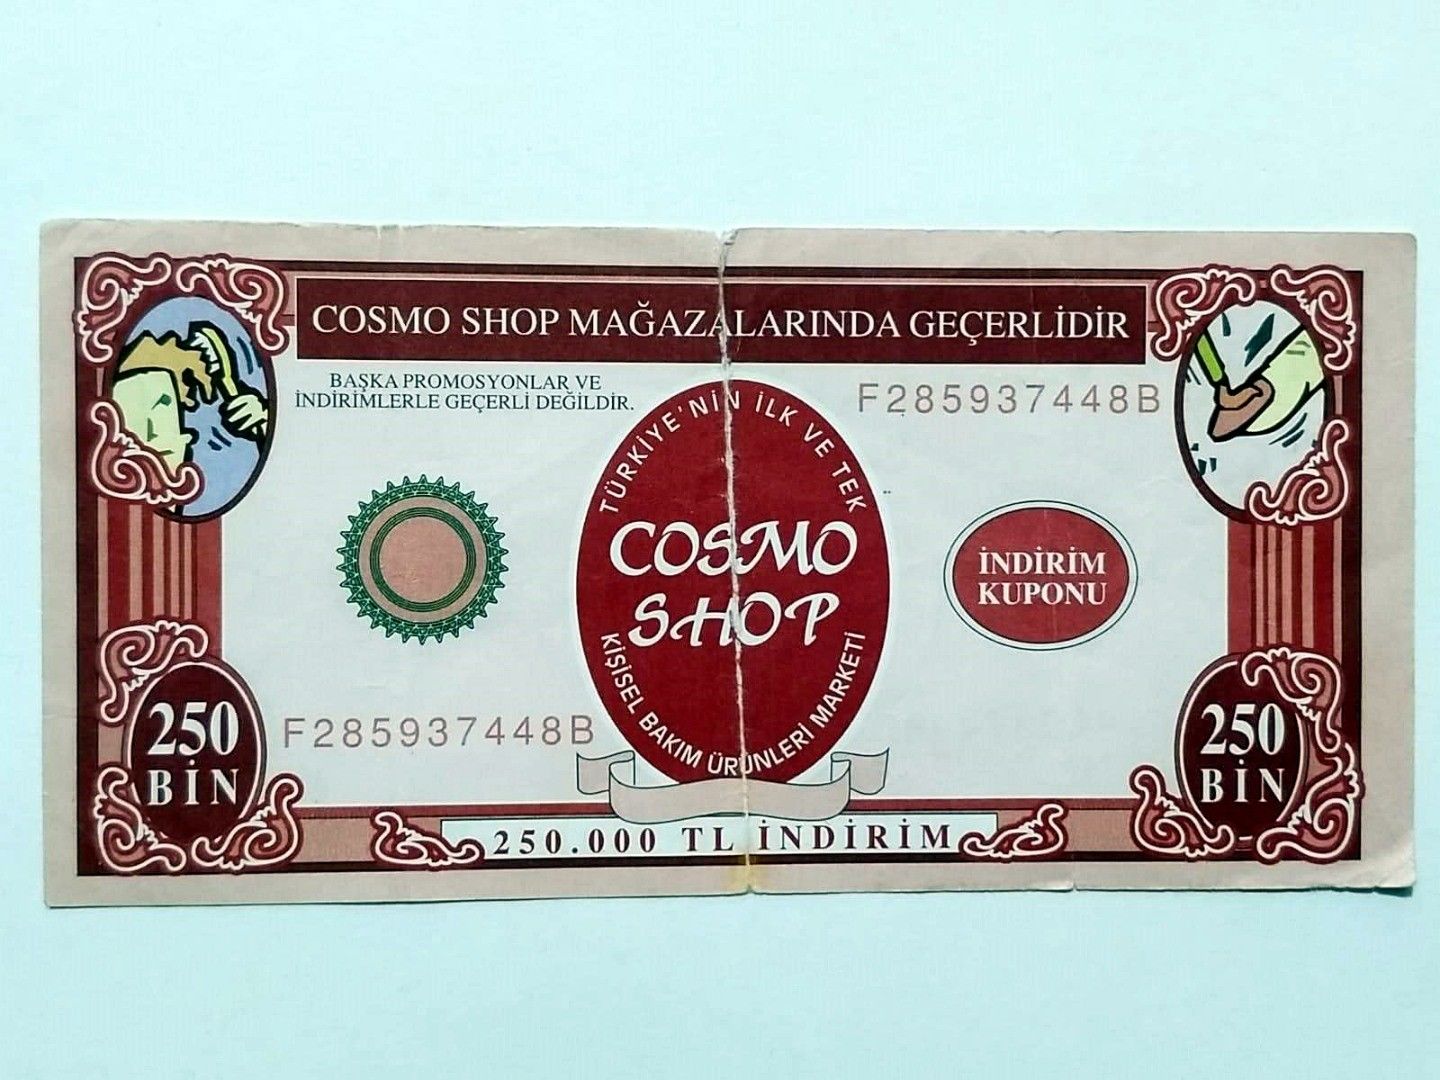 COSMO SHOP MAĞAZALARINDA GEÇERLİDİR
BAŞKA PROMOSYONLAR VE
İNDİRİMLERLE GEÇERLİ DEĞİLDİR.
F285937448B
TÜRKİYE'NİN İLK VE TEK
COSMO
SHOP
KİŞİSEL BAKIM ÜRÜNLERİ MARKETİ
İNDİRİM
KUPONU
250
BİN
F285937448B
250
BİN
250.000 TL İNDİRİM